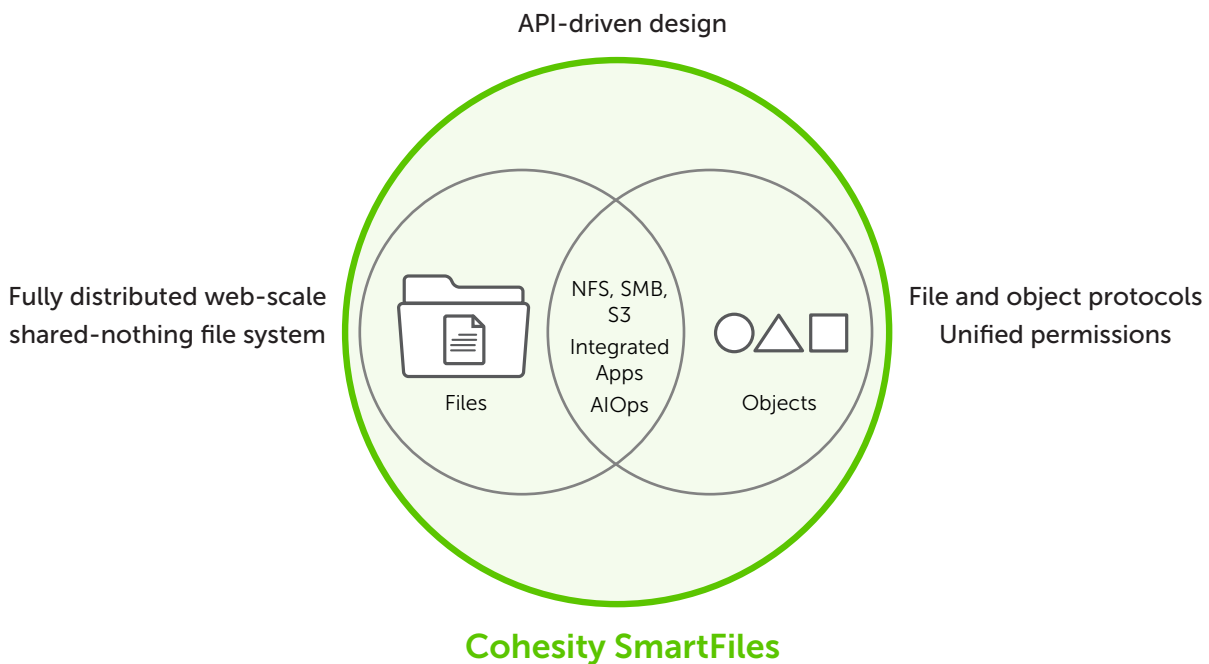 API-driven design
Fully distributed web-scale
shared-nothing file system
Files
NFS, SMB,
S3
Integrated
Apps
AIOps
Objects
File and object protocols
Unified permissions
Cohesity SmartFiles